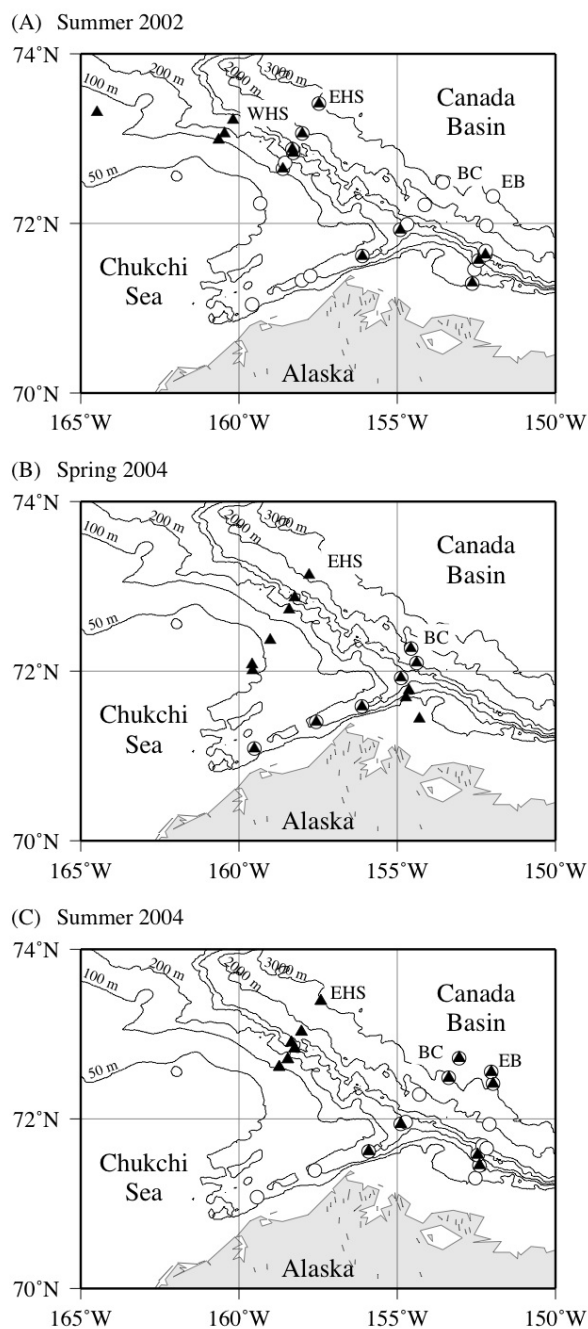 (A) Summer 2002
74˚N
100 m
200 m
2000 m
3000 m
EHS
WHS
Canada
Basin
BC
EB
50 m
72˚N
Chukchi
Sea
Alaska
70˚N
165˚W 160˚W 155˚W 150˚W
(B) Spring 2004
74˚N
100 m
200 m
2000 m
3000 m
EHS
Canada
Basin
BC
50 m
72˚N
Chukchi
Sea
Alaska
70˚N
165˚W 160˚W 155˚W 150˚W
(C) Summer 2004
74˚N
100 m
200 m
2000 m
3000 m
EHS
Canada
Basin
BC
EB
50 m
72˚N
Chukchi
Sea
Alaska
70˚N
165˚W 160˚W 155˚W 150˚W